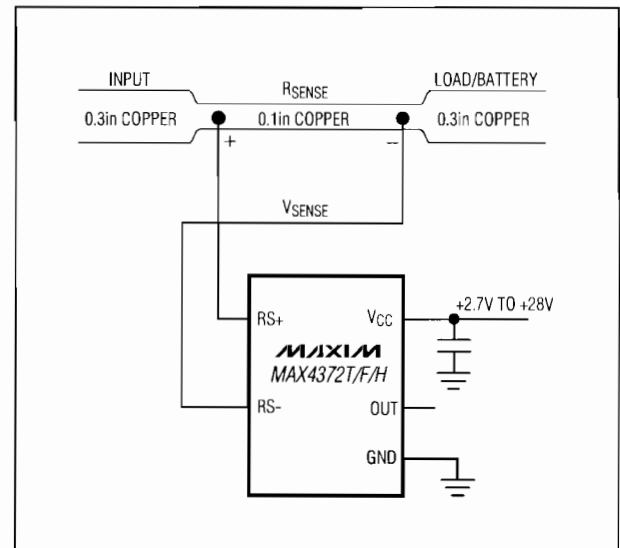 INPUT
RSENSE
LOAD/BATTERY
0.3in COPPER
0.1in COPPER
0.3in COPPER
+
–
VSENSE
RS+
VCC
+2.7V TO +28V
MAXIM
MAX4372T/F/H
RS-
OUT
GND